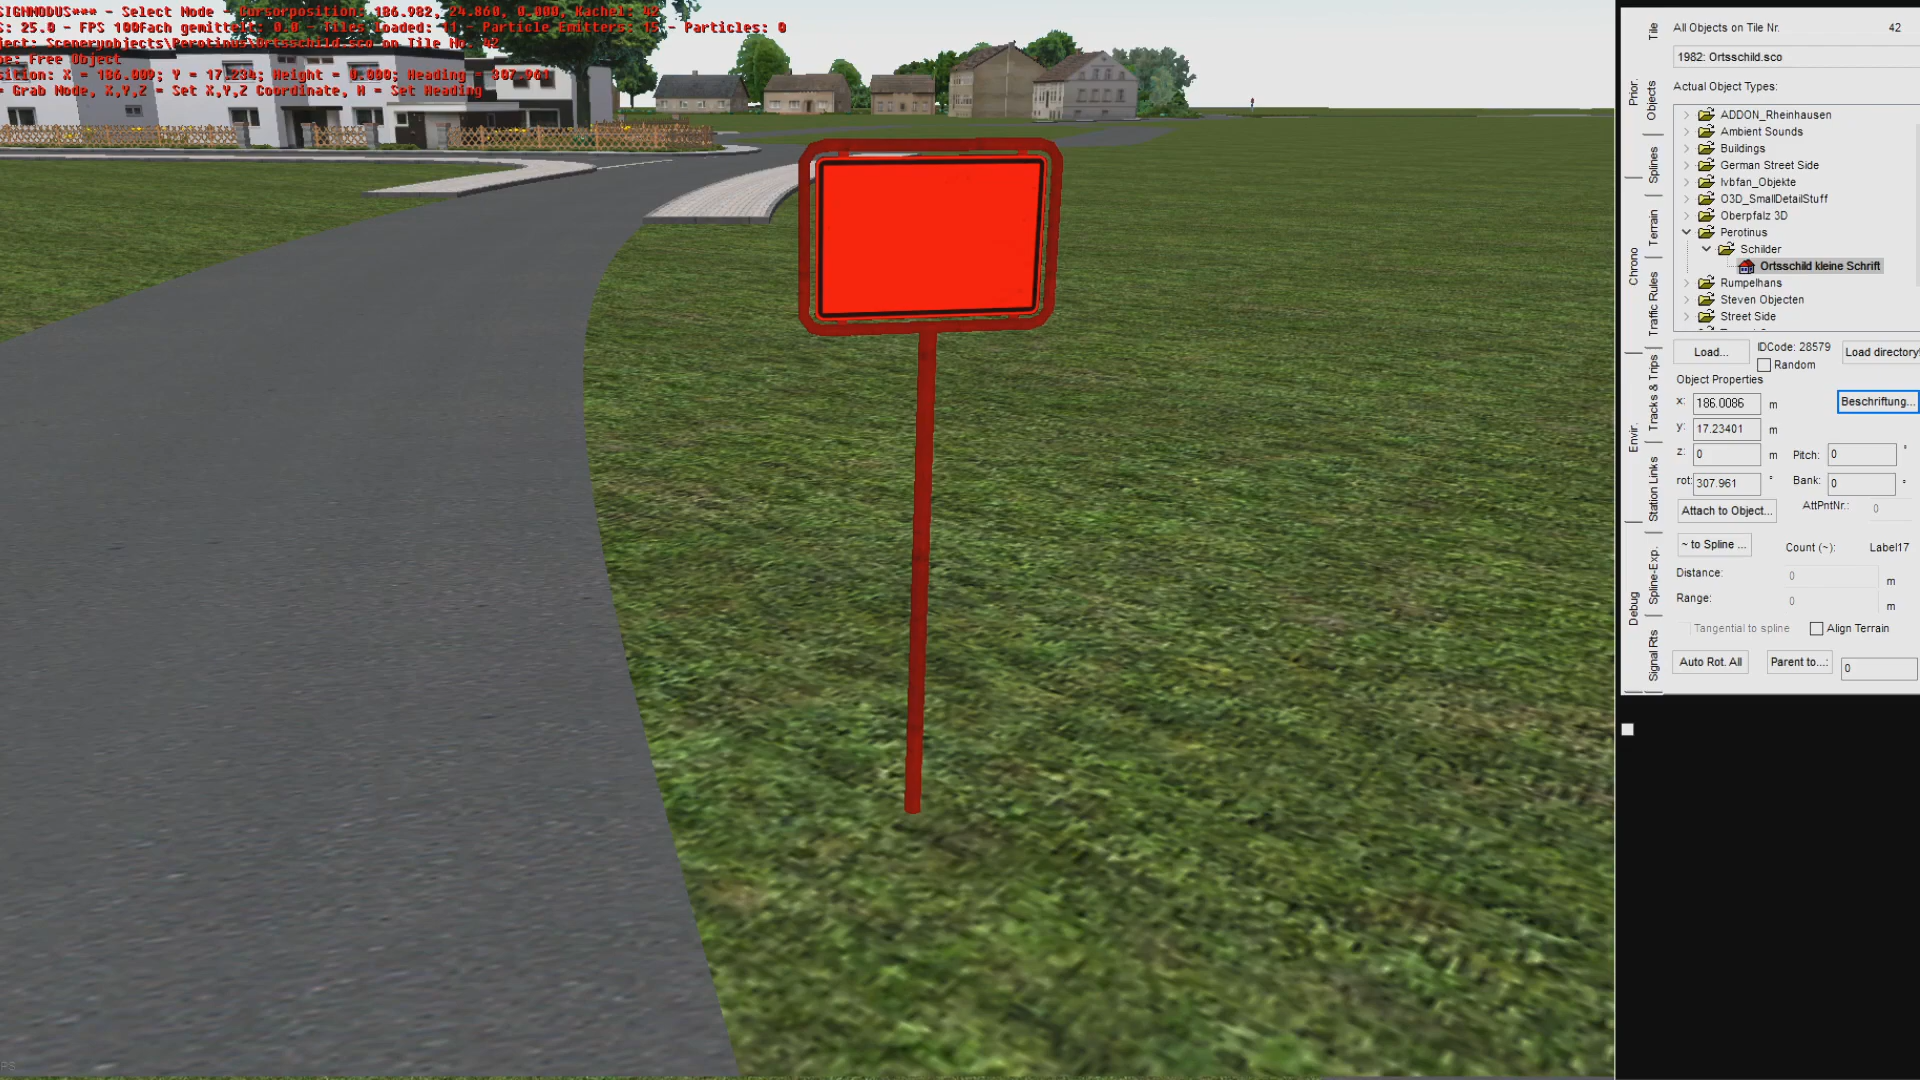 SIGNMODUS*** - Select Mode - Cursorposition: 186.982, 24.860, 0.000, Kachel: 42
S: 25.0 - FPS 100Fach gemittelt: 0.0 - Tiles Loaded: 11 - Particle Emitters: 15 - Particles: 0
ject: Sceneryobjects\Perotinus\Ortsschild.sco on Tile No. 42
pe: Free Object
sition: X = 186.009; Y = 17.234; Height = 0.000; Heading = 307.961
= Grab Mode, X,Y,Z = Set X,Y,Z Coordinate, H = Set Heading
Tile
Objects
Splines
Terrain
Traffic Rules
Tracks & Trips
Station Links
Spline-Exp.
Signal Rts
Prior.
Chrono
Envir.
Debug
All Objects on Tile Nr. 42
1982: Ortsschild.sco
Actual Object Types:
ADDON_Rheinhausen
Ambient Sounds
Buildings
German Street Side
lvbfan_Objekte
O3D_SmallDetailStuff
Oberpfalz 3D
Perotinus
Schilder
Ortsschild kleine Schrift
Rumpelhans
Steven Objecten
Street Side
Load... IDCode: 28579 Load directory!
Random
Object Properties
x: 186.0086 m Beschriftung...
y: 17.23401 m
z: 0 m Pitch: 0 °
rot: 307.961 ° Bank: 0 °
Attach to Object... AttPntNr.: 0
~ to Spline ... Count (~): Label17
Distance: 0 m
Range: 0 m
Tangential to spline Align Terrain
Auto Rot. All Parent to...: 0